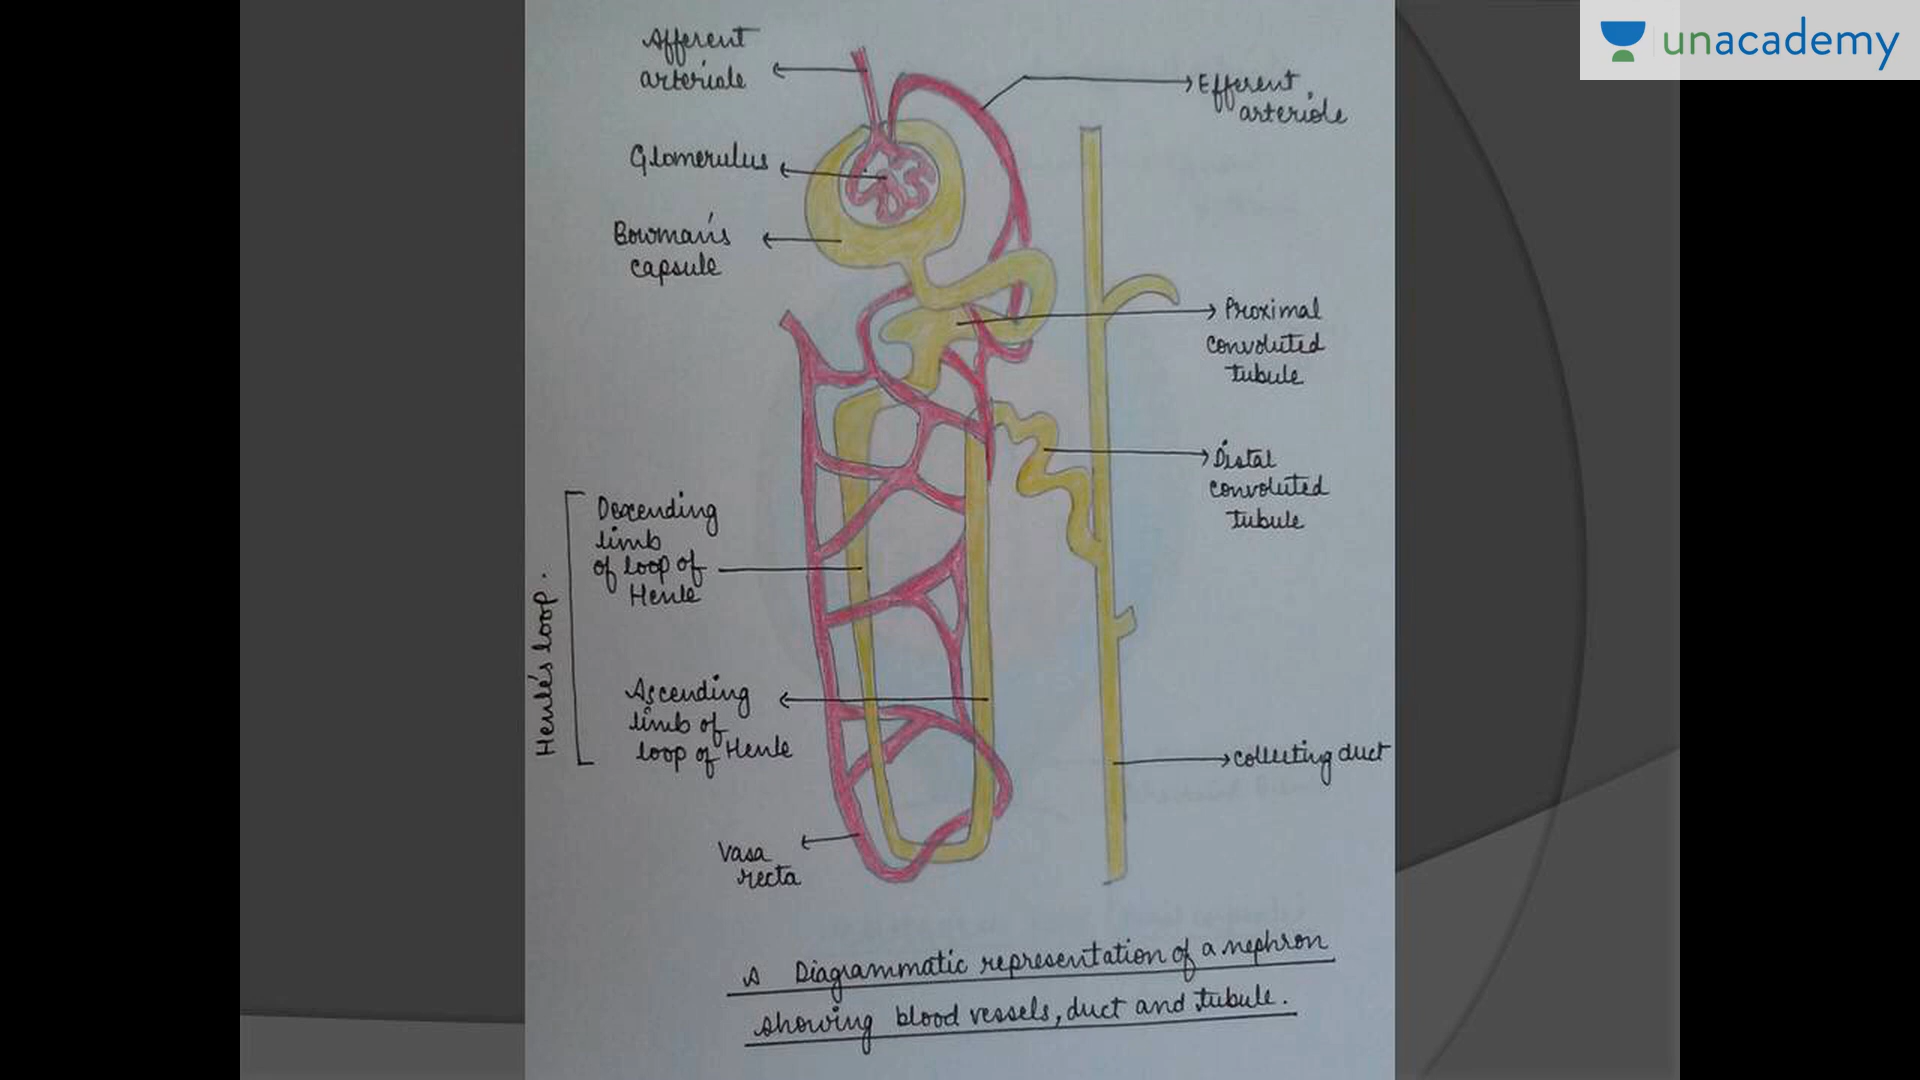 unacademy
Afferent
arteriole
Efferent
arteriole
Glomerulus
Bowman's
capsule
Proximal
convoluted
tubule
Distal
convoluted
tubule
Descending
limb
of loop of
Henle
Henle's loop.
Ascending
limb of
loop of Henle
collecting duct
Vasa
recta
A Diagrammatic representation of a nephron
showing blood vessels, duct and tubule.